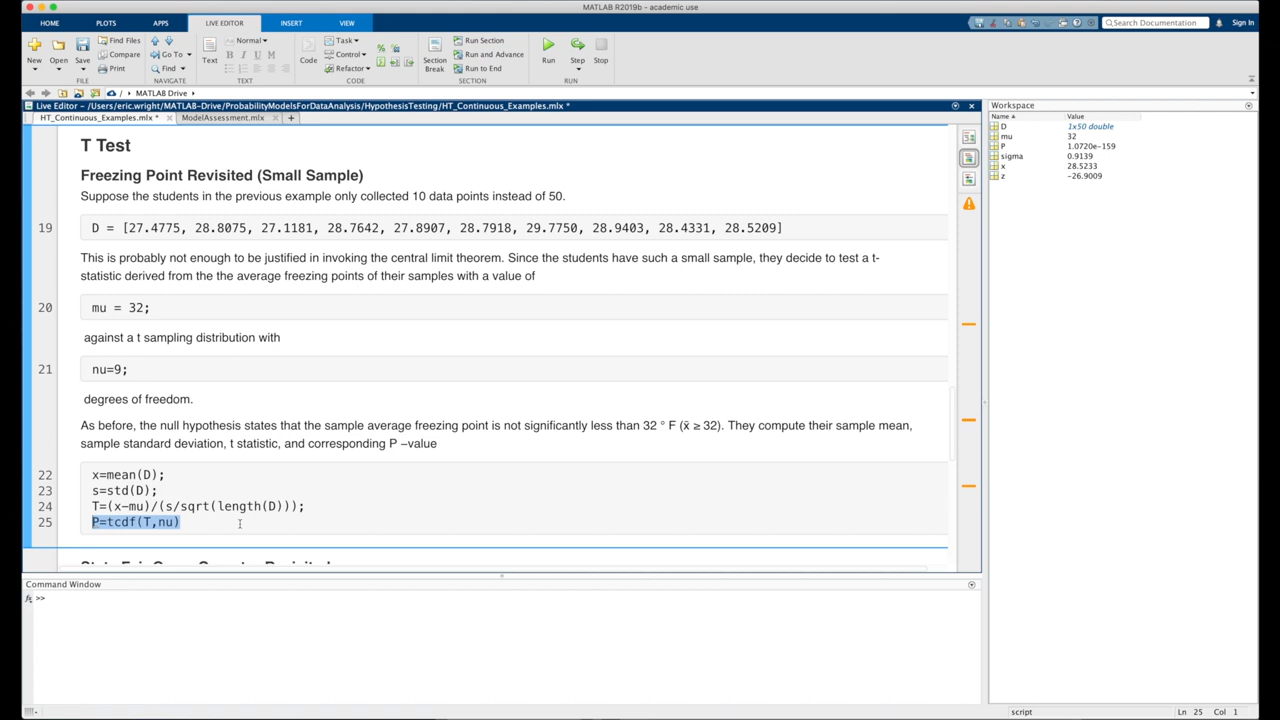 MATLAB R2019b - academic use
HOME PLOTS APPS LIVE EDITOR INSERT VIEW
Search Documentation
Sign In
New
Open
Save
Find Files
Compare
Print
Go To
Find
Text
Normal
B I U M
Code
Task
Control
Refactor
Section
Break
Run Section
Run and Advance
Run to End
Run
Step
Stop
FILE NAVIGATE TEXT CODE SECTION RUN
/ MATLAB Drive
Live Editor - /Users/eric.wright/MATLAB-Drive/ProbabilityModelsForDataAnalysis/HypothesisTesting/HT_Continuous_Examples.mlx *
HT_Continuous_Examples.mlx * ModelAssessment.mlx
T Test
Freezing Point Revisited (Small Sample)
Suppose the students in the previous example only collected 10 data points instead of 50.
19 D = [27.4775, 28.8075, 27.1181, 28.7642, 27.8907, 28.7918, 29.7750, 28.9403, 28.4331, 28.5209]
This is probably not enough to be justified in invoking the central limit theorem. Since the students have such a small sample, they decide to test a t-
statistic derived from the the average freezing points of their samples with a value of
20 mu = 32;
against a t sampling distribution with
21 nu=9;
degrees of freedom.
As before, the null hypothesis states that the sample average freezing point is not significantly less than 32 ° F (x̄ ≥ 32). They compute their sample mean,
sample standard deviation, t statistic, and corresponding P −value
22 x=mean(D);
23 s=std(D);
24 T=(x-mu)/(s/sqrt(length(D)));
25 P=tcdf(T,nu)
Command Window
fx >>
Workspace
Name Value
D 1x50 double
mu 32
P 1.0720e-159
sigma 0.9139
x 28.5233
z -26.9009
script Ln 25 Col 1